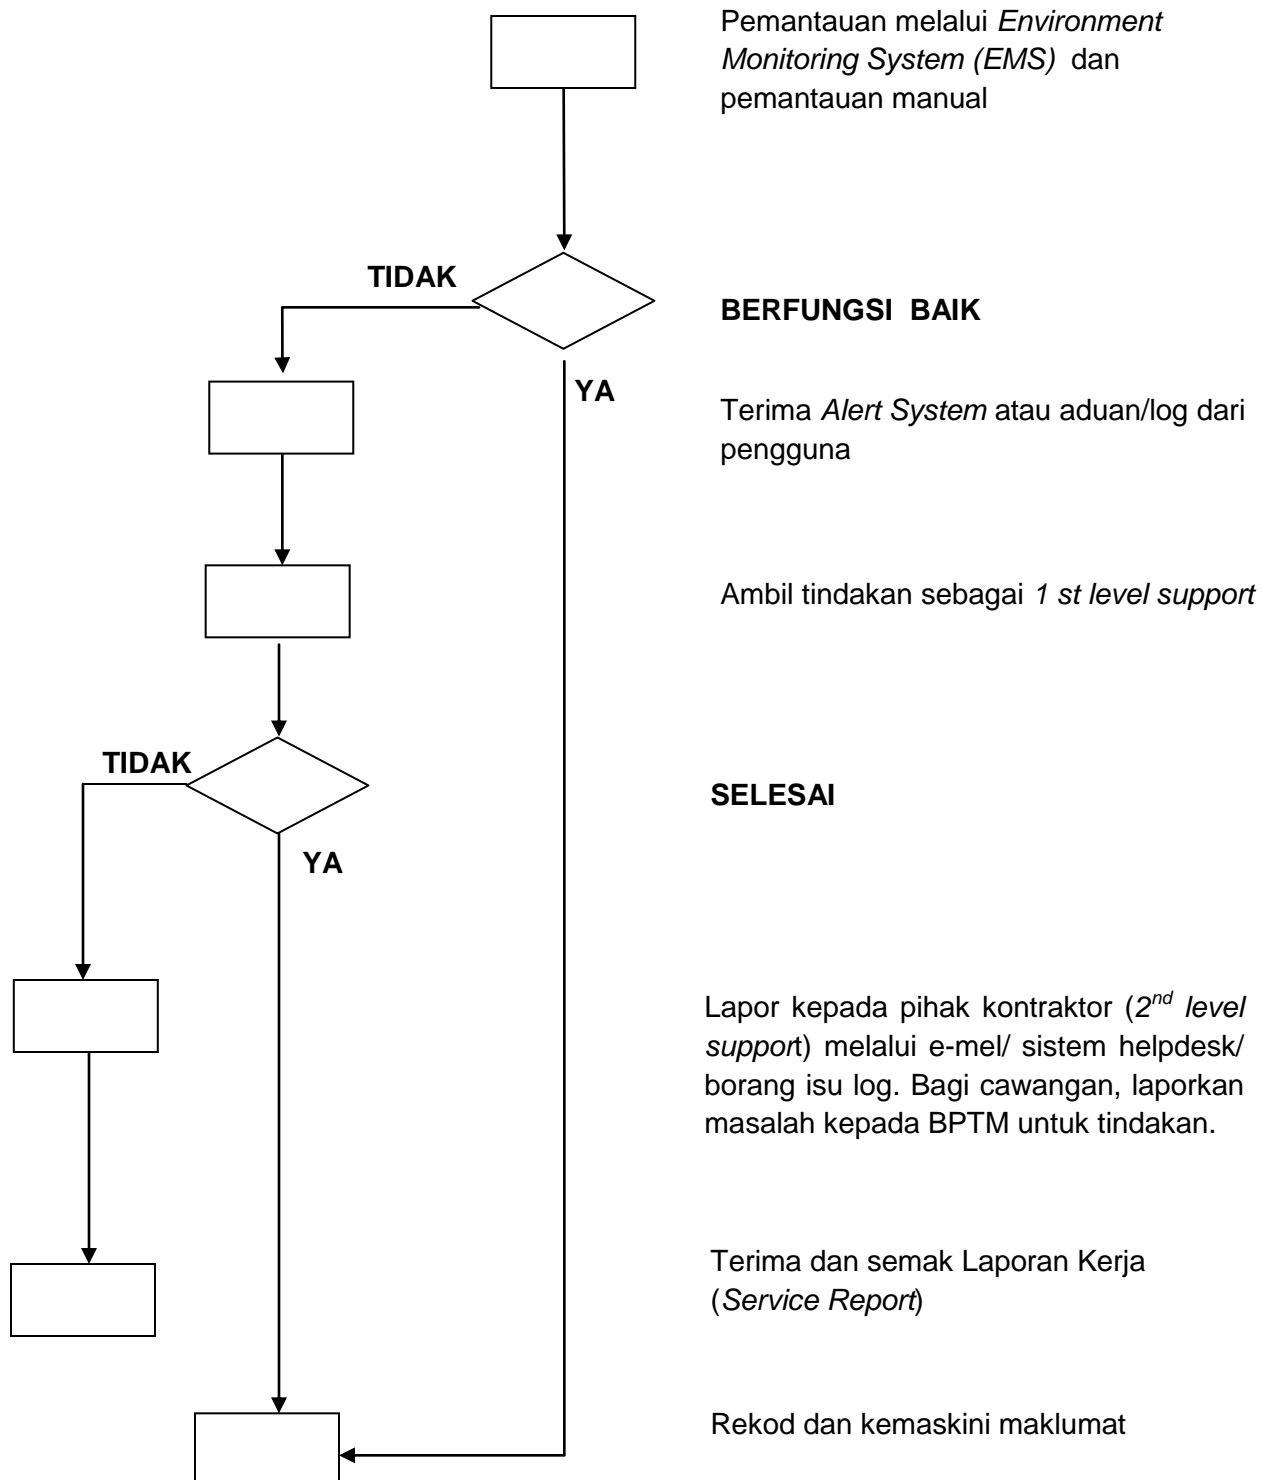 Pemantauan melalui Environment
Monitoring System (EMS) dan
pemantauan manual
TIDAK
BERFUNGSI BAIK
YA
Terima Alert System atau aduan/log dari
pengguna
Ambil tindakan sebagai 1 st level support
TIDAK
SELESAI
YA
Lapor kepada pihak kontraktor (2nd level
support) melalui e-mel/ sistem helpdesk/
borang isu log. Bagi cawangan, laporkan
masalah kepada BPTM untuk tindakan.
Terima dan semak Laporan Kerja
(Service Report)
Rekod dan kemaskini maklumat